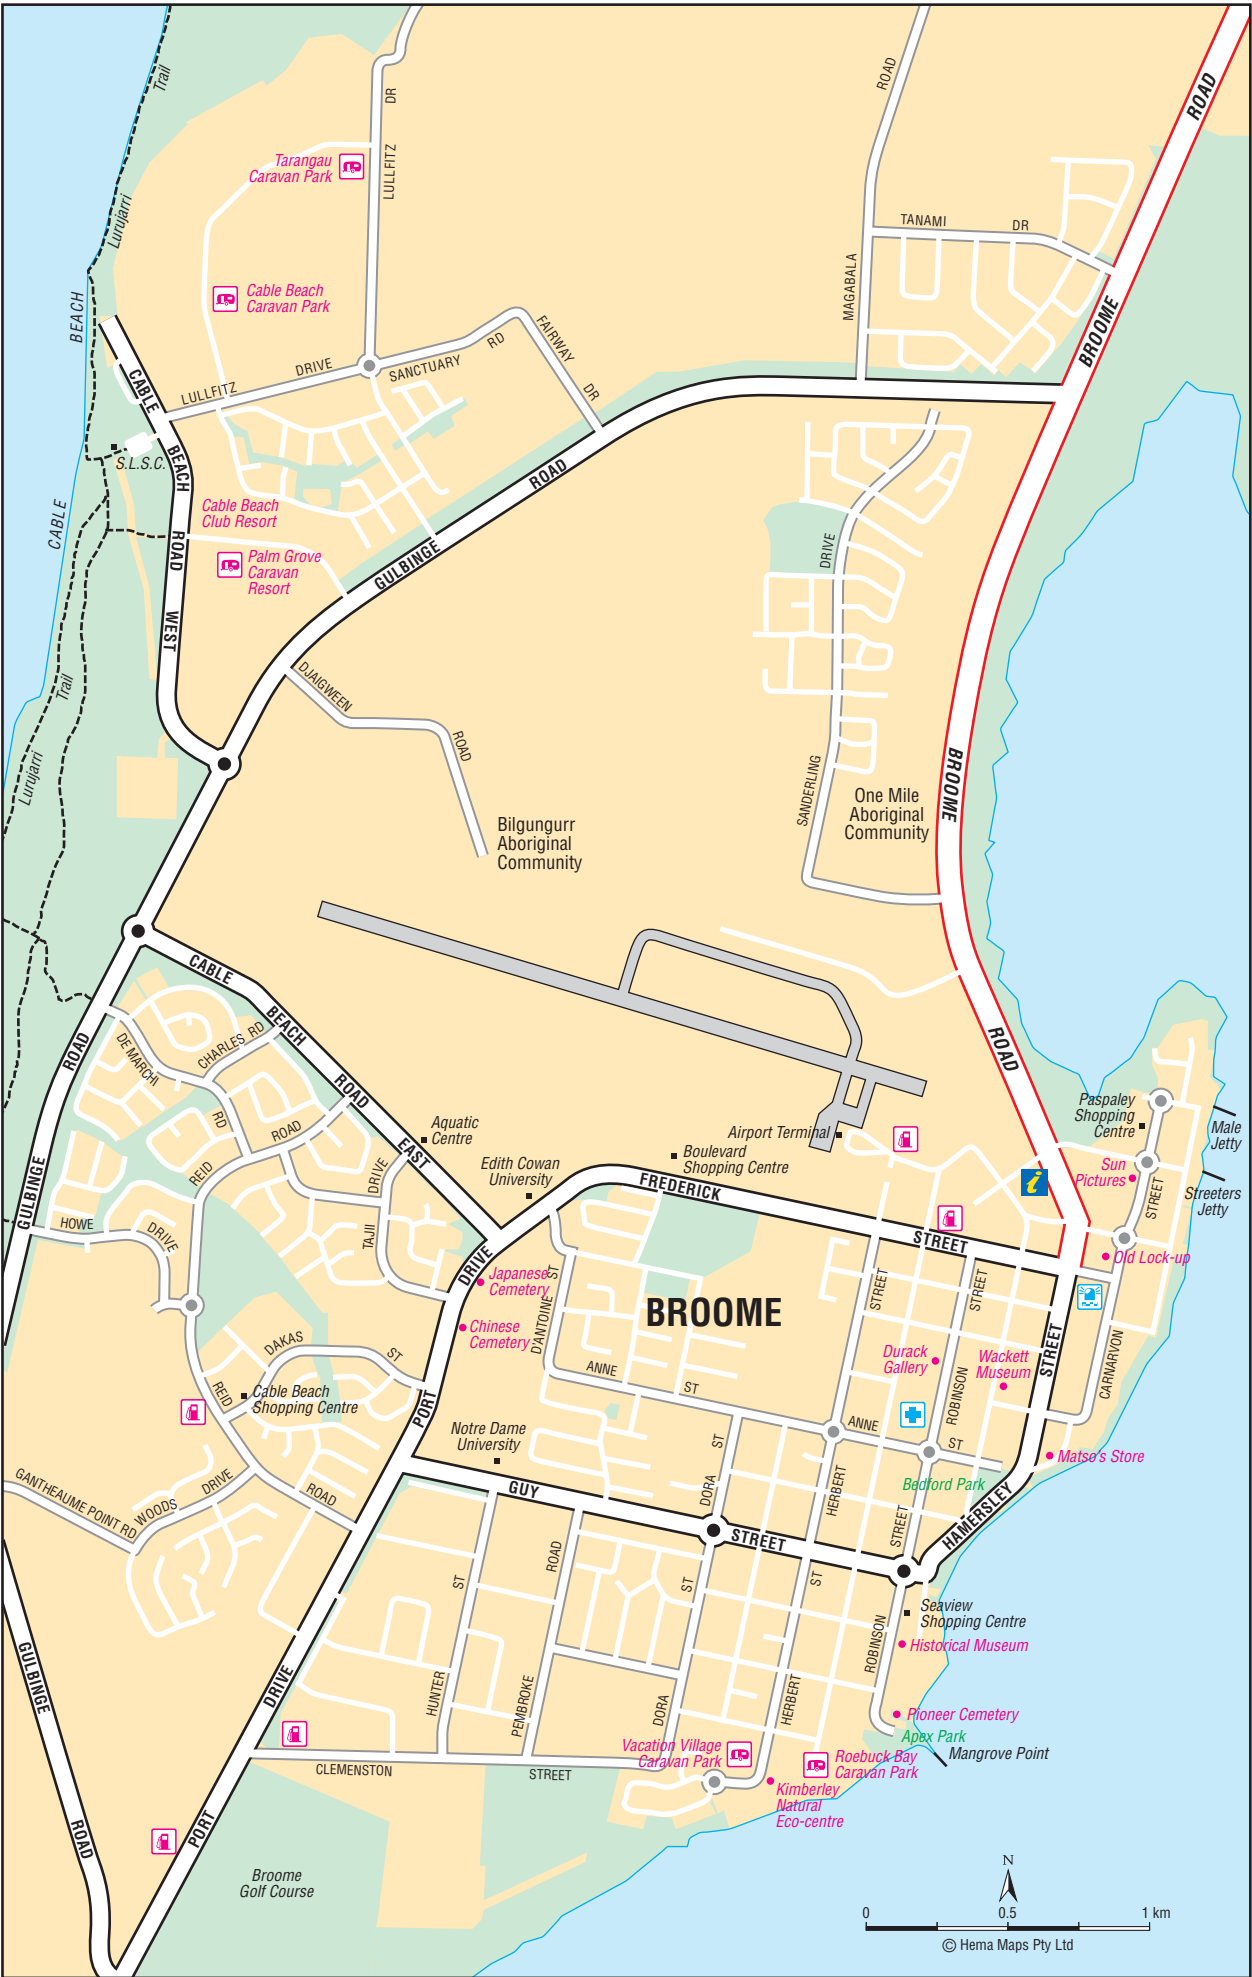 Trail
DR
ROAD
ROAD
Tarangau
Caravan Park
LULLFITZ
Lurujarri
TANAMI
DR
MAGABALA
BEACH
Cable Beach
Caravan Park
BROOME
FAIRWAY
DR
RD
SANCTUARY
DRIVE
LULLFITZ
CABLE
BEACH
ROAD
WEST
S.L.S.C.
ROAD
GULBINGE
CABLE
Cable Beach
Club Resort
Palm Grove
Caravan
Resort
DRIVE
DJAIGWEEN
ROAD
Trail
Lurujarri
BROOME
SANDERLING
One Mile
Aboriginal
Community
Bilgungurr
Aboriginal
Community
CABLE
BEACH
ROAD
EAST
ROAD
ROAD
GULBINGE
DE MARCHI
RD
CHARLES RD
ROAD
REID
DRIVE
TAJII
HOWE
DRIVE
Aquatic
Centre
Edith Cowan
University
Airport Terminal
Boulevard
Shopping Centre
Paspaley
Shopping
Centre
Male
Jetty
Sun
Pictures
i
Streeters
Jetty
STREET
FREDERICK
STREET
Old Lock-up
DRIVE
Japanese
Cemetery
Chinese
Cemetery
ST
D'ANTOINE
BROOME
STREET
STREET
STREET
CARNARVON
Durack
Gallery
Wackett
Museum
DAKAS
ST
REID
Cable Beach
Shopping Centre
PORT
ANNE
ST
ROBINSON
ANNE
ST
Notre Dame
University
ST
DORA
HERBERT
Matso's Store
Bedford Park
GANTHEAUME POINT RD
WOODS
DRIVE
ROAD
GUY
STREET
STREET
HAMERSLEY
ST
ROAD
ST
ST
Seaview
Shopping Centre
Historical Museum
ROBINSON
GULBINGE
DRIVE
HUNTER
PEMBROKE
DORA
HERBERT
Pioneer Cemetery
Apex Park
Mangrove Point
Vacation Village
Caravan Park
Roebuck Bay
Caravan Park
CLEMENSTON
STREET
Kimberley
Natural
Eco-centre
ROAD
PORT
Broome
Golf Course
N
0
0.5
1 km
© Hema Maps Pty Ltd